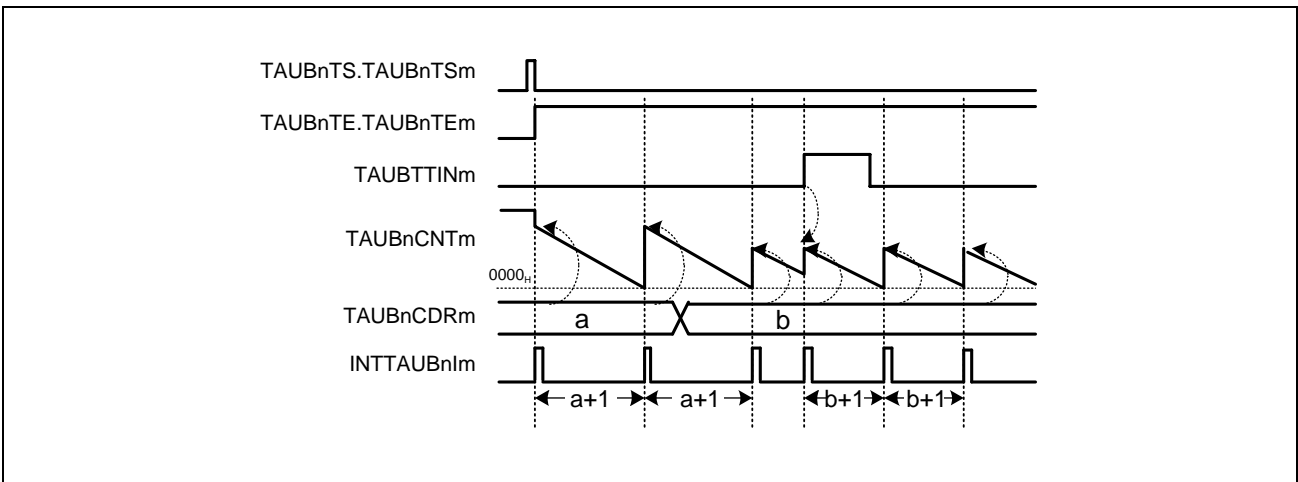 TAUBnTS.TAUBnTSm
TAUBnTE.TAUBnTEm
TAUBTTINm
TAUBnCNTm
0000H
TAUBnCDRm
a
b
INTTAUBnIm
a+1
a+1
b+1
b+1